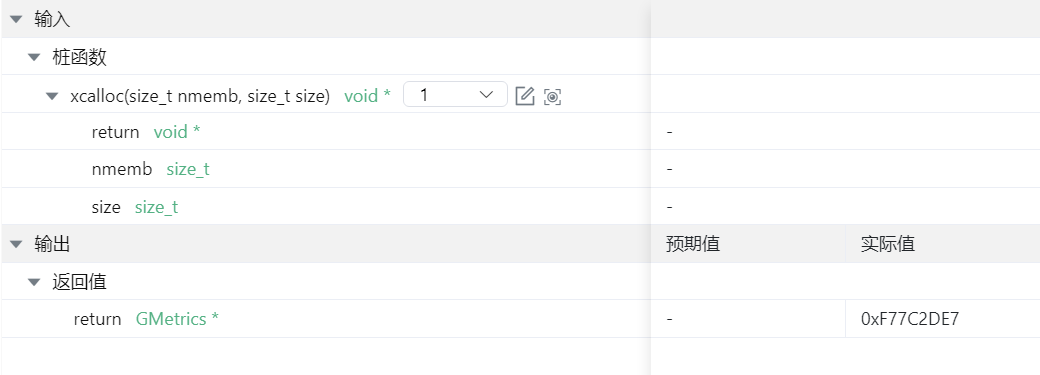 输入
桩函数
xcalloc(size_t nmemb, size_t size) void * 1
return void * -
nmemb size_t -
size size_t -
输出 预期值 实际值
返回值
return GMetrics * - 0xF77C2DE7